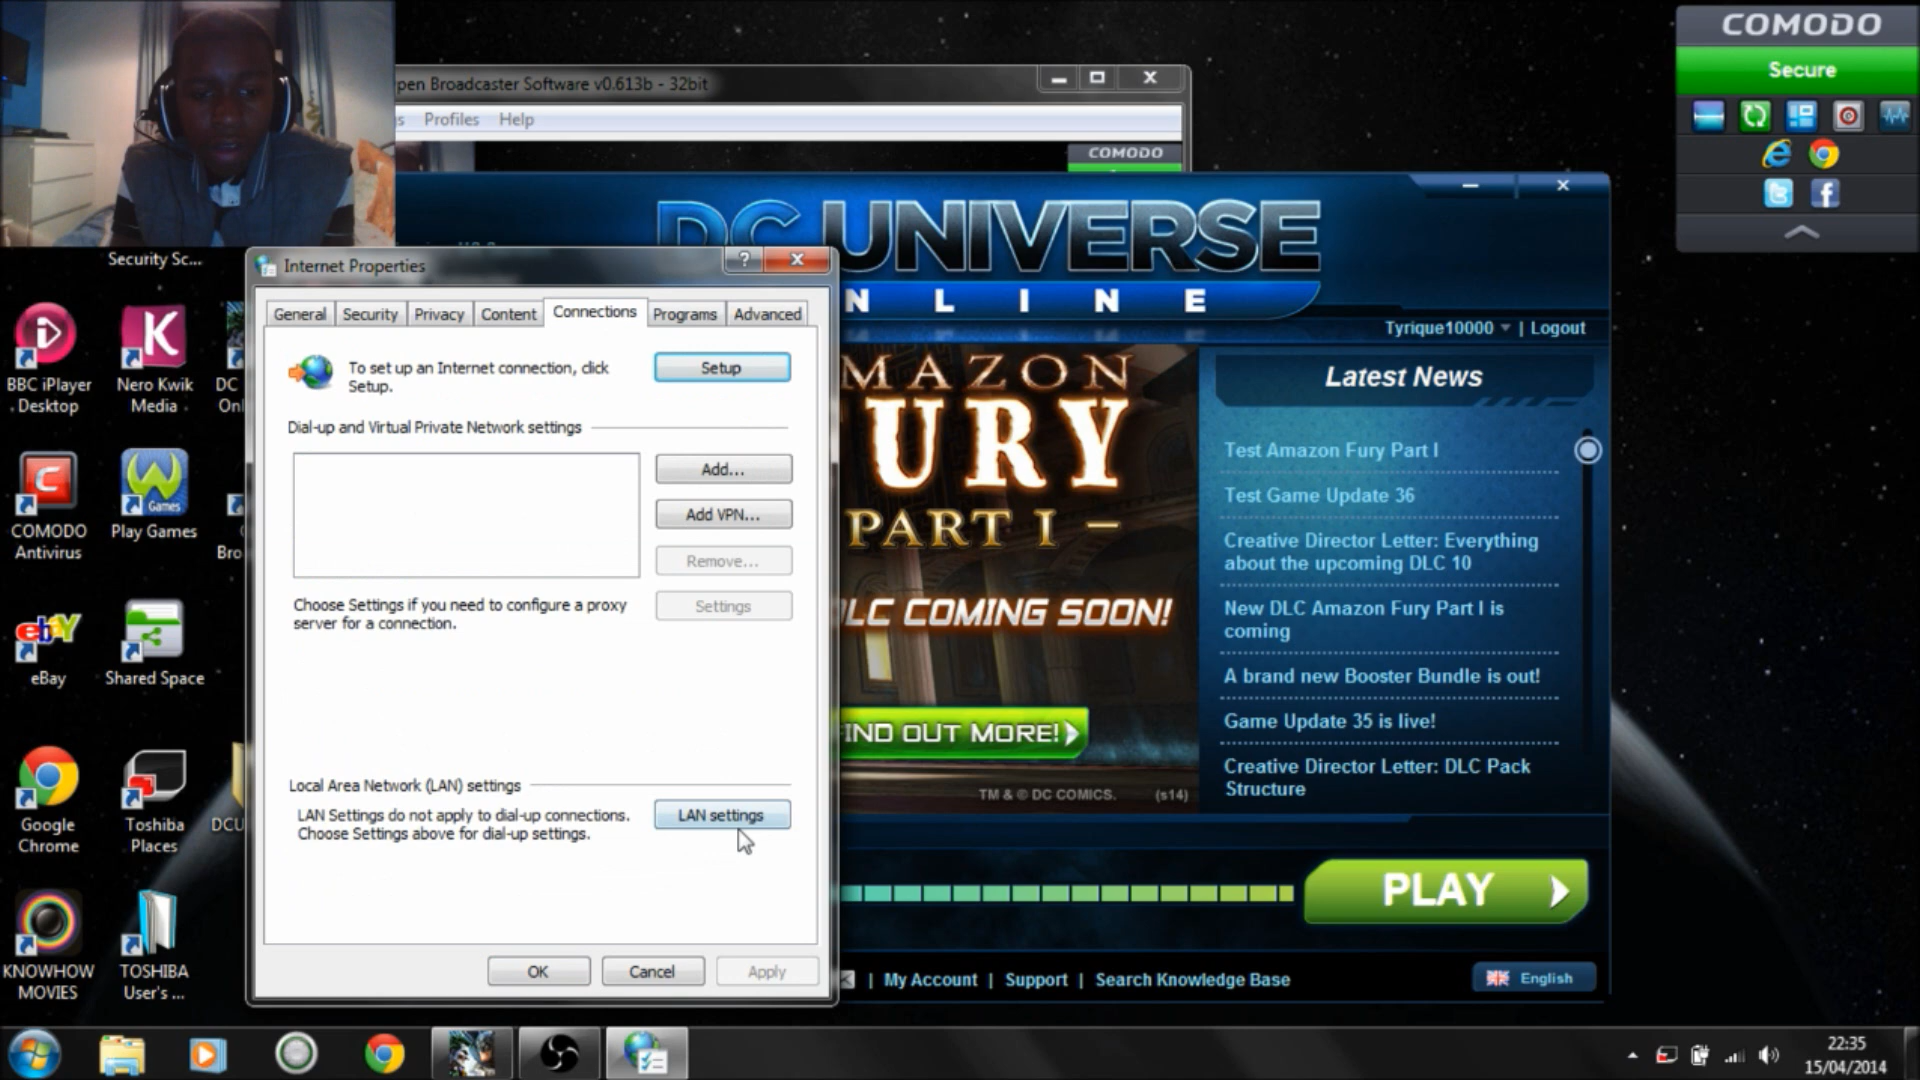 COMODO
Secure
pen Broadcaster Software v0.613b - 32bit
gs Profiles Help
COMODO
DC UNIVERSE
N L I N E
Tyrique10000 | Logout
Security Sc...
BBC iPlayer
Desktop
Nero Kwik
Media
DC
Onl
COMODO
Antivirus
Games
Play Games
Bro
ebay
eBay
Shared Space
Google
Chrome
Toshiba
Places
DCU
KNOWHOW
MOVIES
TOSHIBA
User's ...
Internet Properties
General Security Privacy Content Connections Programs Advanced
To set up an Internet connection, click
Setup.
Setup
Dial-up and Virtual Private Network settings
Add...
Add VPN...
Remove...
Choose Settings if you need to configure a proxy
server for a connection.
Settings
Local Area Network (LAN) settings
LAN Settings do not apply to dial-up connections.
Choose Settings above for dial-up settings.
LAN settings
OK Cancel Apply
MAZON
URY
PART I –
DLC COMING SOON!
FIND OUT MORE!
TM & © DC COMICS. (s14)
Latest News
Test Amazon Fury Part I
Test Game Update 36
Creative Director Letter: Everything
about the upcoming DLC 10
New DLC Amazon Fury Part I is
coming
A brand new Booster Bundle is out!
Game Update 35 is live!
Creative Director Letter: DLC Pack
Structure
PLAY
| My Account | Support | Search Knowledge Base
English
22:35
15/04/2014